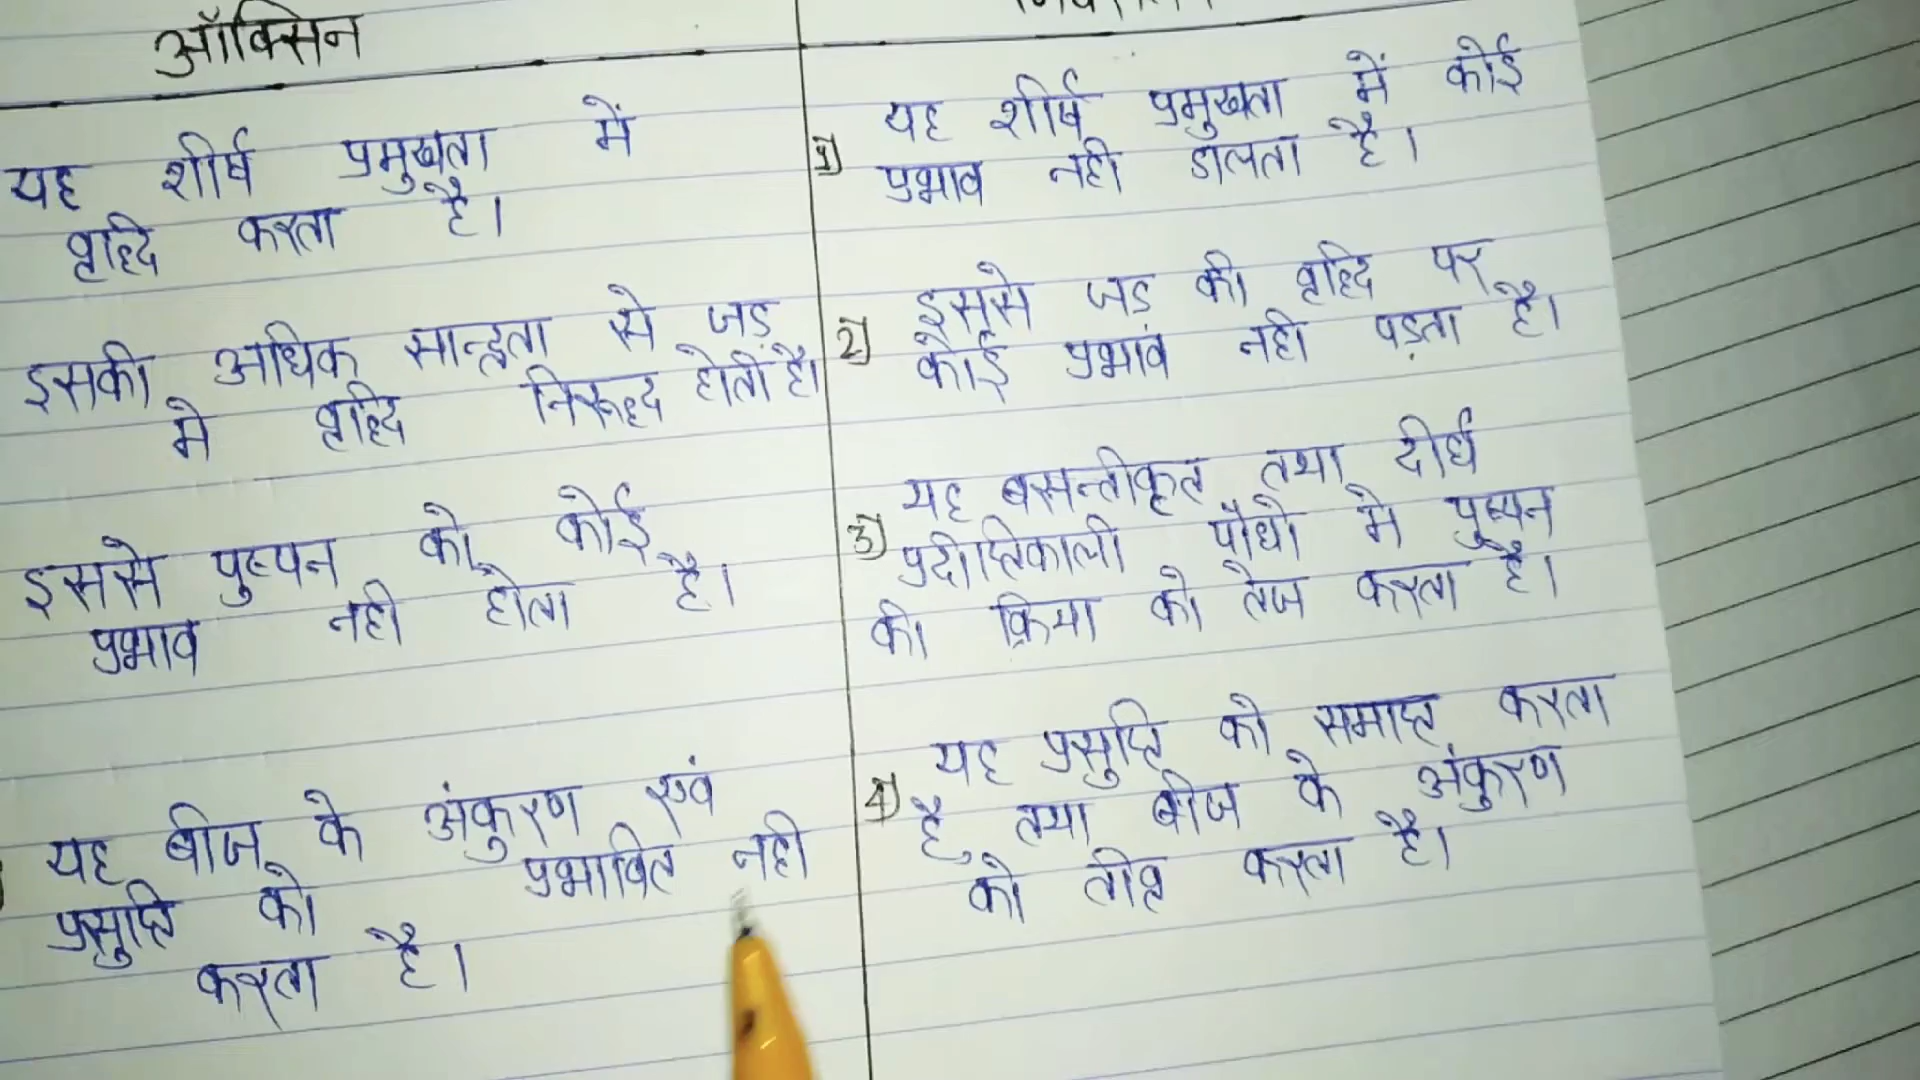 ऑक्सिन
यह शीर्ष प्रमुखता में
वृद्धि करता है।
इसकी अधिक सान्द्रता से जड़
मे वृद्धि निरूद्ध होती है।
इससे पुष्पन को कोई
प्रभाव नही होता है।
यह बीज के अंकुरण एवं
प्रसुप्ति को प्रभावित नही
करता है।
1) यह शीर्ष प्रमुखता में कोई
प्रभाव नही डालता है।
2) इससे जड की वृद्धि पर
कोई प्रभाव नही पड़ता है।
3) यह बसन्तीकृत तथा दीर्घ
प्रदीप्तिकाली पौधो मे पुष्पन
की क्रिया को तेज करता है।
4) यह प्रसुप्ति को समाप्त करता
है, तथा बीज के अंकुरण
को तीव्र करता है।